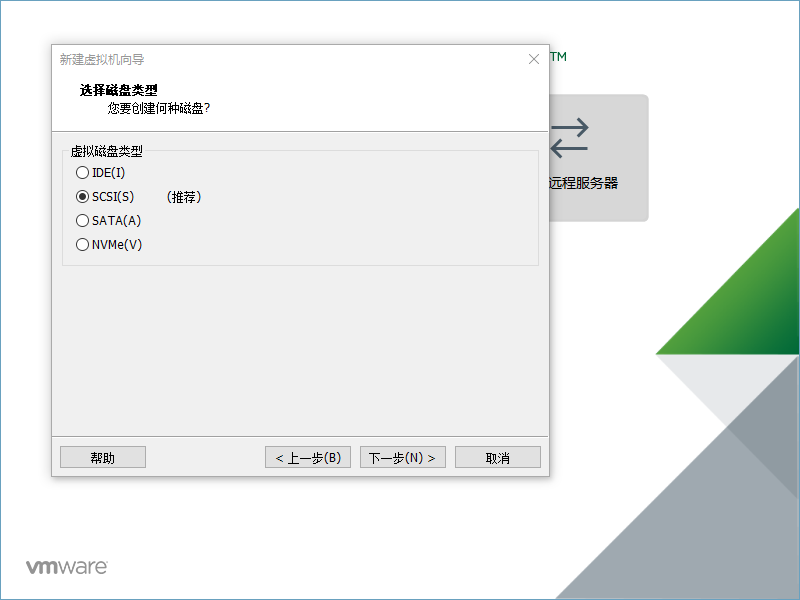 新建虚拟机向导
TM
选择磁盘类型
您要创建何种磁盘?
虚拟磁盘类型
IDE(I)
SCSI(S) (推荐)
SATA(A)
NVMe(V)
远程服务器
帮助
< 上一步(B)
下一步(N) >
取消
vmware